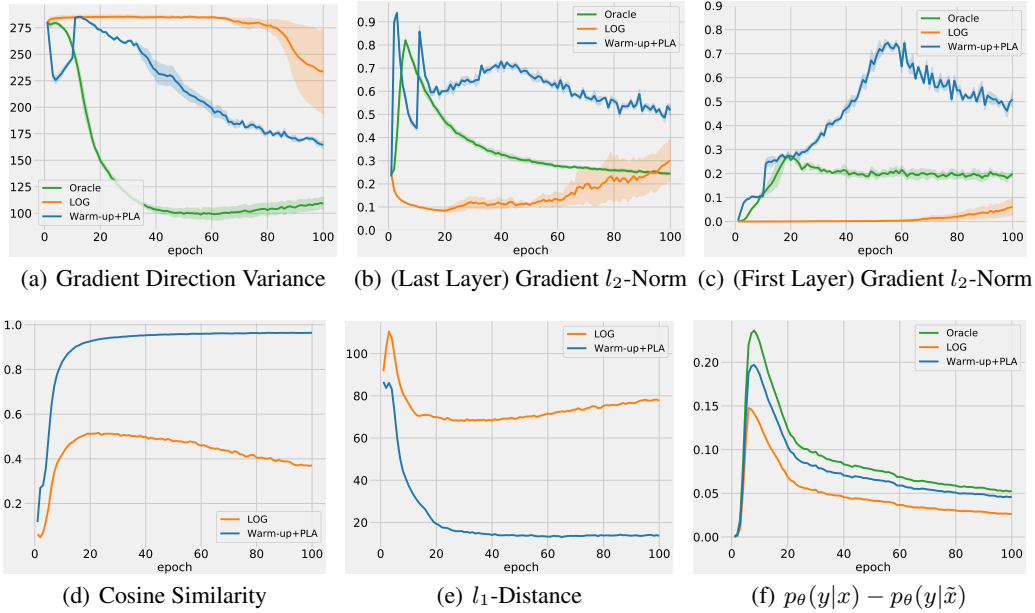 275
250
225
200
175
150
125
100
Oracle
LOG
Warm-up+PLA
0 20 40 60 80 100
epoch
(a) Gradient Direction Variance
0.9
0.8
0.7
0.6
0.5
0.4
0.3
0.2
0.1
0.0
Oracle
LOG
Warm-up+PLA
0 20 40 60 80 100
epoch
(b) (Last Layer) Gradient l₂-Norm
0.9
0.8
0.7
0.6
0.5
0.4
0.3
0.2
0.1
0.0
Oracle
LOG
Warm-up+PLA
0 20 40 60 80 100
epoch
(c) (First Layer) Gradient l₂-Norm
1.0
0.8
0.6
0.4
0.2
LOG
Warm-up+PLA
0 20 40 60 80 100
epoch
(d) Cosine Similarity
100
80
60
40
20
LOG
Warm-up+PLA
0 20 40 60 80 100
epoch
(e) l₁-Distance
0.20
0.15
0.10
0.05
0.00
Oracle
LOG
Warm-up+PLA
0 20 40 60 80 100
epoch
(f) pθ(y|x) − pθ(y|x̃)